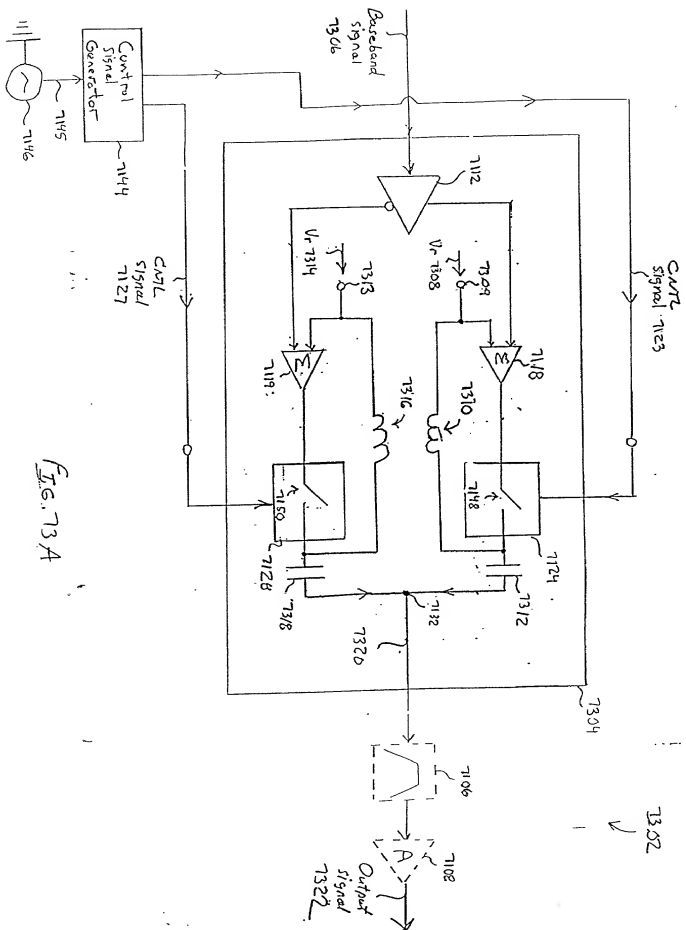 Baseband
signal
7306
Control
Signal
Generator
7144
7145
7146
CNTL
signal 7123
CNTL
signal
7127
7112
Vr 7308
7309
Vr 7314
7313
Σ
7118
Σ
7119
7310
7316
7148
7124
7150
7128
7312
7318
7132
7320
7304
7302
7106
A
7108
Output
signal
7322
FIG. 73A